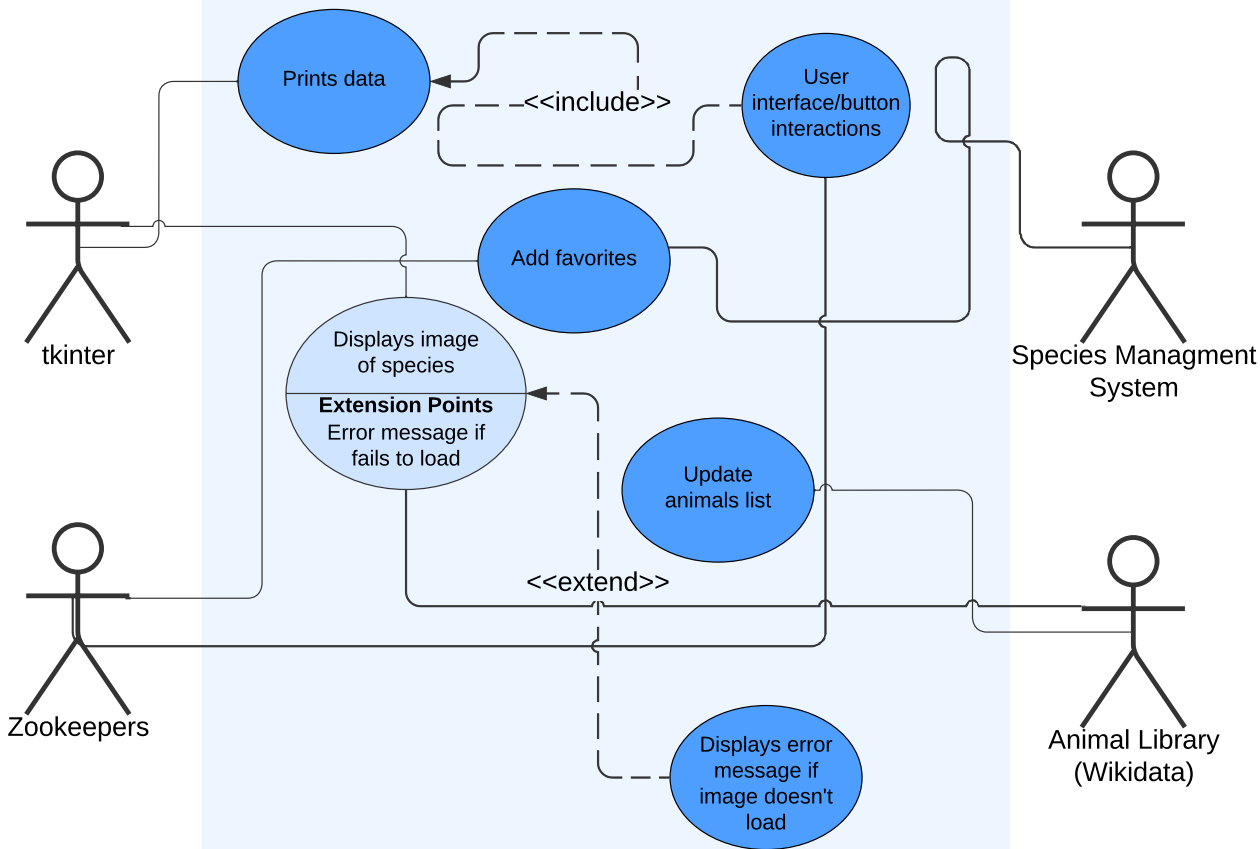 Prints data
<<include>>
User
interface/button
interactions
Add favorites
tkinter
Displays image
of species
Extension Points
Error message if
fails to load
Species Managment
System
Update
animals list
<<extend>>
Zookeepers
Animal Library
(Wikidata)
Displays error
message if
image doesn't
load